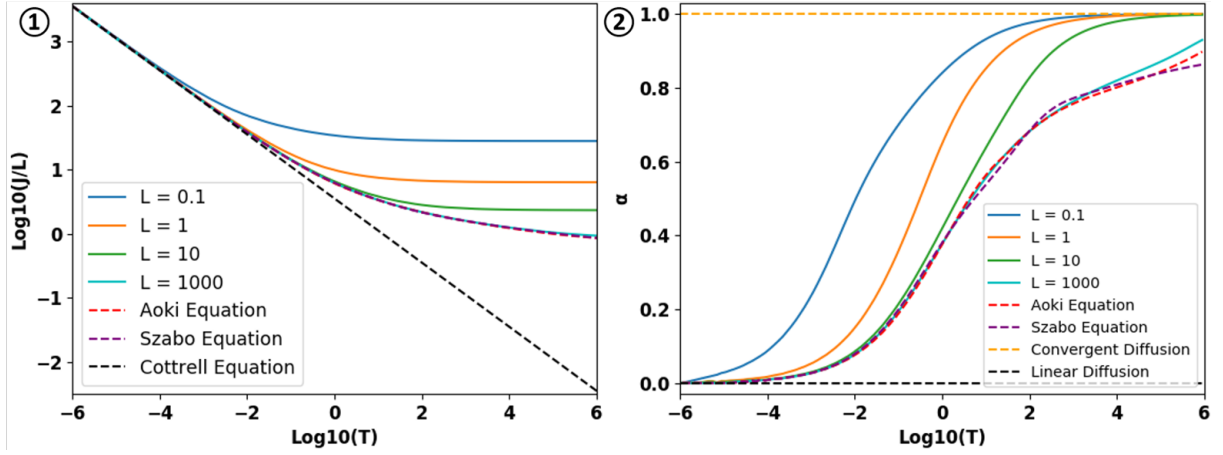 ①
Log10(J/L)
3
2
1
0
−1
−2
L = 0.1
L = 1
L = 10
L = 1000
Aoki Equation
Szabo Equation
Cottrell Equation
−6 −4 −2 0 2 4 6
Log10(T)
②
α
1.0
0.8
0.6
0.4
0.2
0.0
L = 0.1
L = 1
L = 10
L = 1000
Aoki Equation
Szabo Equation
Convergent Diffusion
Linear Diffusion
−6 −4 −2 0 2 4 6
Log10(T)